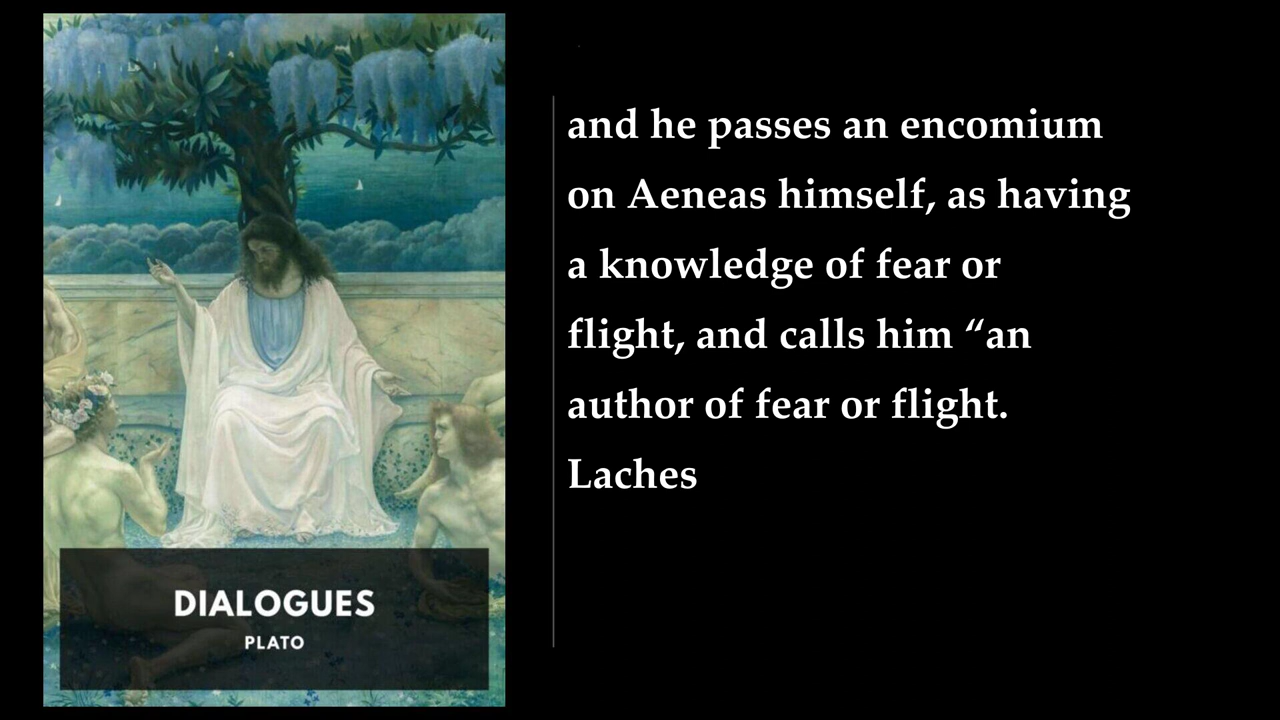 DIALOGUES
PLATO
and he passes an encomium
on Aeneas himself, as having
a knowledge of fear or
flight, and calls him “an
author of fear or flight.
Laches